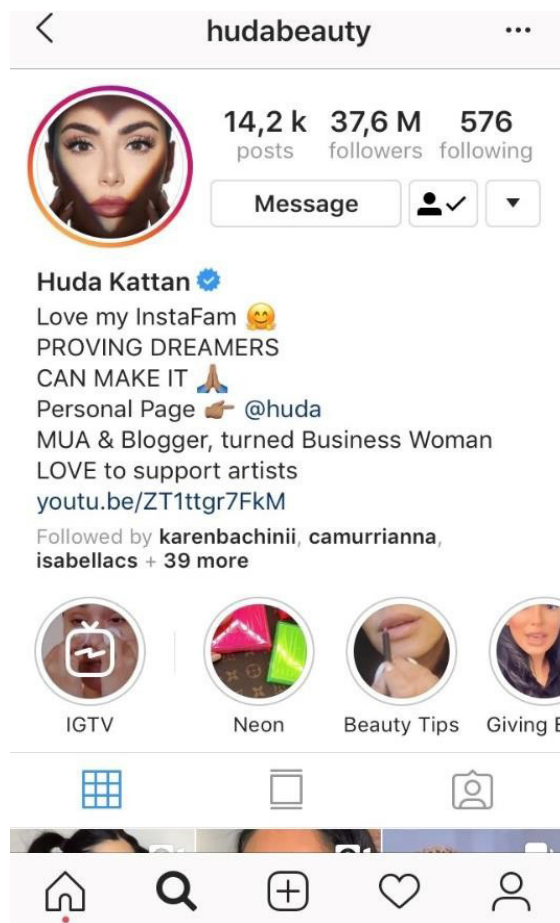 hudabeauty
14,2 k 37,6 M 576
posts followers following
Message
Huda Kattan
Love my InstaFam 🤗
PROVING DREAMERS
CAN MAKE IT 🙏🏽
Personal Page 👉🏽 @huda
MUA & Blogger, turned Business Woman
LOVE to support artists
youtu.be/ZT1ttgr7FkM
Followed by karenbachinii, camurrianna,
isabellacs + 39 more
IGTV Neon Beauty Tips Giving